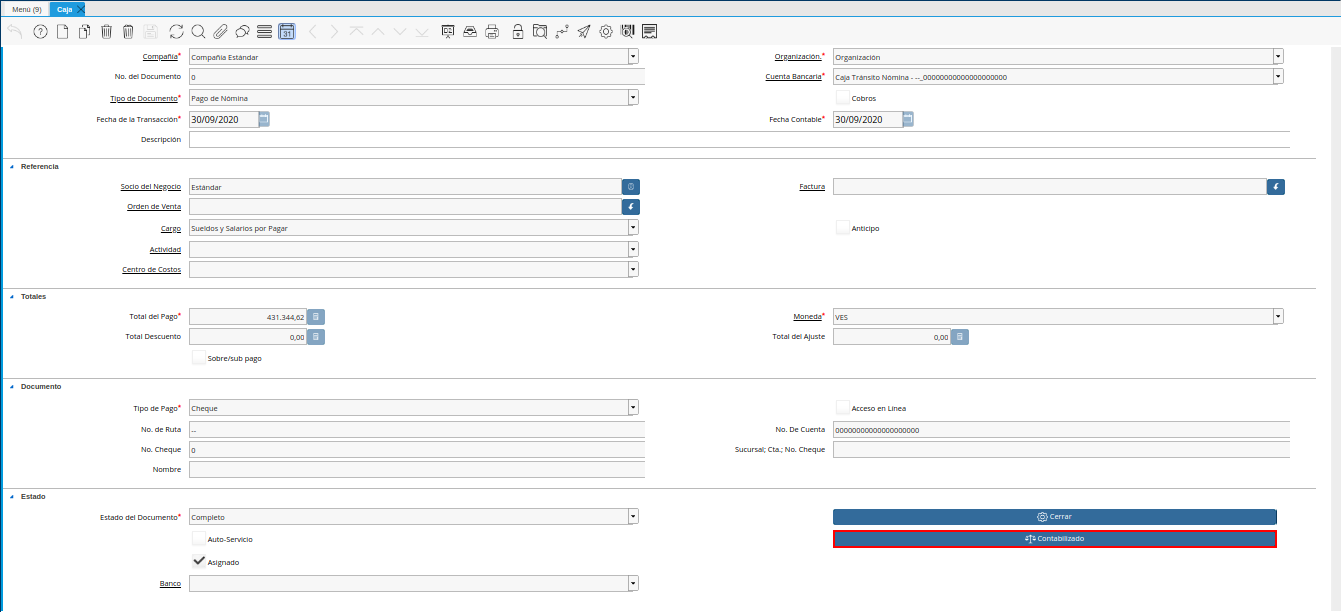 Menú (9) Caja
31
Compañía* Compañía Estándar Organización.* Organización
No. del Documento 0 Cuenta Bancaria* Caja Tránsito Nómina - --_00000000000000000000
Tipo de Documento* Pago de Nómina Cobros
Fecha de la Transacción* 30/09/2020 Fecha Contable* 30/09/2020
Descripción
Referencia
Socio del Negocio Estándar Factura
Orden de Venta
Cargo Sueldos y Salarios por Pagar Anticipo
Actividad
Centro de Costos
Totales
Total del Pago* 431.344,62 Moneda* VES
Total Descuento 0,00 Total del Ajuste 0,00
Sobre/sub pago
Documento
Tipo de Pago* Cheque Acceso en Línea
No. de Ruta -- No. De Cuenta 00000000000000000000
No. Cheque 0 Sucursal; Cta.; No. Cheque
Nombre
Estado
Estado del Documento* Completo Cerrar
Auto-Servicio Contabilizado
Asignado
Banco